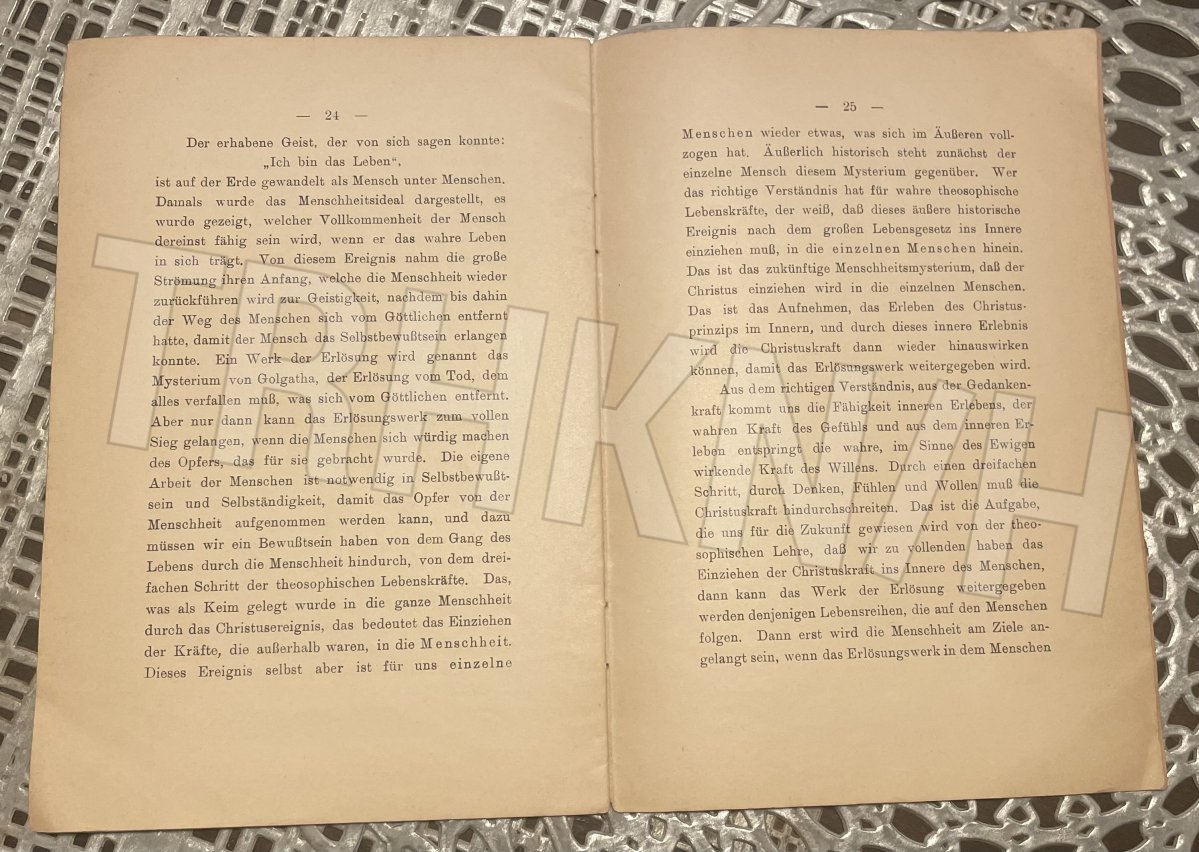 — 24 —
Der erhabene Geist, der von sich sagen konnte:
„Ich bin das Leben“,
ist auf der Erde gewandelt als Mensch unter Menschen.
Damals wurde das Menschheitsideal dargestellt, es
wurde gezeigt, welcher Vollkommenheit der Mensch
dereinst fähig sein wird, wenn er das wahre Leben
in sich trägt. Von diesem Ereignis nahm die große
Strömung ihren Anfang, welche die Menschheit wieder
zurückführen wird zur Geistigkeit, nachdem bis dahin
der Weg des Menschen sich vom Göttlichen entfernt
hatte, damit der Mensch das Selbstbewußtsein erlangen
konnte. Ein Werk der Erlösung wird genannt das
Mysterium von Golgatha, der Erlösung vom Tod, dem
alles verfallen muß, was sich vom Göttlichen entfernt.
Aber nur dann kann das Erlösungswerk zum vollen
Sieg gelangen, wenn die Menschen sich würdig machen
des Opfers, das für sie gebracht wurde. Die eigene
Arbeit der Menschen ist notwendig in Selbstbewußt-
sein und Selbständigkeit, damit das Opfer von der
Menschheit aufgenommen werden kann, und dazu
müssen wir ein Bewußtsein haben von dem Gang des
Lebens durch die Menschheit hindurch, von dem drei-
fachen Schritt der theosophischen Lebenskräfte. Das,
was als Keim gelegt wurde in die ganze Menschheit
durch das Christusereignis, das bedeutet das Einziehen
der Kräfte, die außerhalb waren, in die Menschheit.
Dieses Ereignis selbst aber ist für uns einzelne
— 25 —
Menschen wieder etwas, was sich im Äußeren voll-
zogen hat. Äußerlich historisch steht zunächst der
einzelne Mensch diesem Mysterium gegenüber. Wer
das richtige Verständnis hat für wahre theosophische
Lebenskräfte, der weiß, daß dieses äußere historische
Ereignis nach dem großen Lebensgesetz ins Innere
einziehen muß, in die einzelnen Menschen hinein.
Das ist das zukünftige Menschheitsmysterium, daß der
Christus einziehen wird in die einzelnen Menschen.
Das ist das Aufnehmen, das Erleben des Christus-
prinzips im Innern, und durch dieses innere Erlebnis
wird die Christuskraft dann wieder hinauswirken
können, damit das Erlösungswerk weitergegeben wird.
Aus dem richtigen Verständnis, aus der Gedanken-
kraft kommt uns die Fähigkeit inneren Erlebens, der
wahren Kraft des Gefühls und aus dem inneren Er-
leben entspringt die wahre, im Sinne des Ewigen
wirkende Kraft des Willens. Durch einen dreifachen
Schritt, durch Denken, Fühlen und Wollen muß die
Christuskraft hindurchschreiten. Das ist die Aufgabe,
die uns für die Zukunft gewiesen wird von der theo-
sophischen Lehre, daß wir zu vollenden haben das
Einziehen der Christuskraft ins Innere des Menschen,
dann kann das Werk der Erlösung weitergegeben
werden denjenigen Lebensreihen, die auf den Menschen
folgen. Dann erst wird die Menschheit am Ziele an-
gelangt sein, wenn das Erlösungswerk in dem Menschen